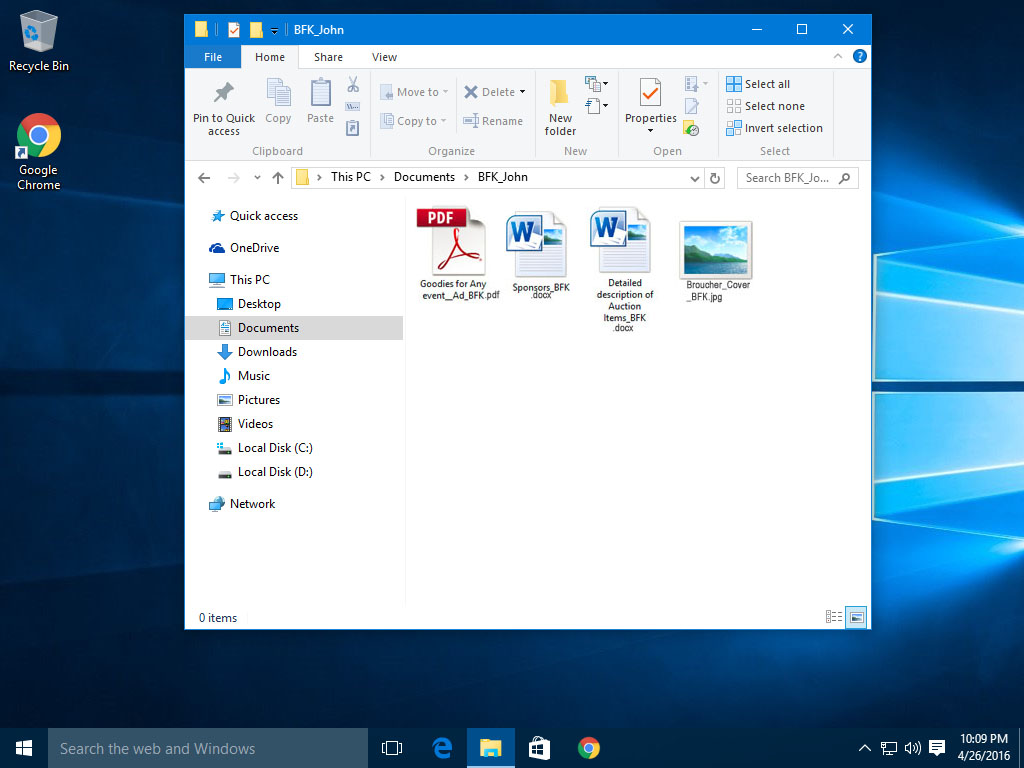 Recycle Bin
Google
Chrome
BFK_John
File
Home
Share
View
Pin to Quick
access
Copy
Paste
Clipboard
Move to
Copy to
Delete
Rename
Organize
New
folder
New
Properties
Open
Select all
Select none
Invert selection
Select
This PC > Documents > BFK_John
Search BFK_Jo...
Quick access
OneDrive
This PC
Desktop
Documents
Downloads
Music
Pictures
Videos
Local Disk (C:)
Local Disk (D:)
Network
PDF
Goodies for Any
event__Ad_BFK.pdf
W
Sponsors_BFK
.docx
W
Detailed
description of
Auction
Items_BFK
.docx
Broucher_Cover
_BFK.jpg
0 items
Search the web and Windows
10:09 PM
4/26/2016